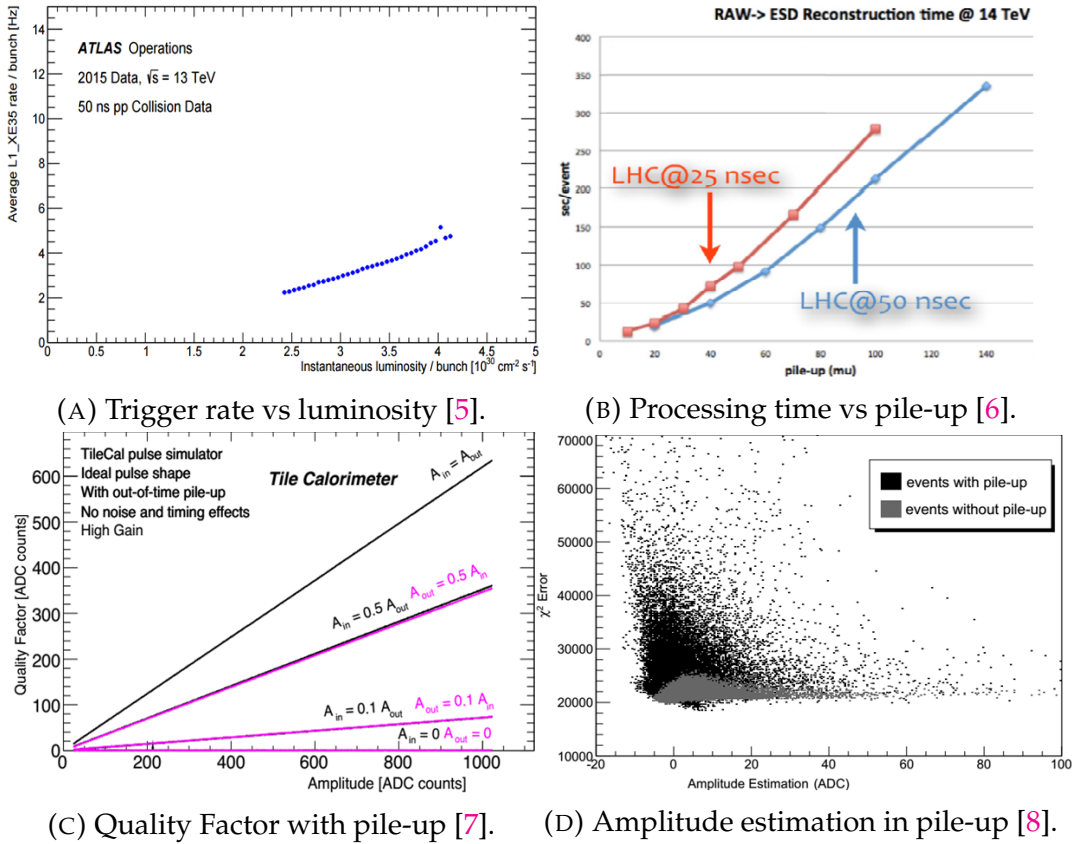 Average L1_XE35 rate / bunch [Hz]
14
12
10
8
6
4
2
0
ATLAS Operations
2015 Data, √s = 13 TeV
50 ns pp Collision Data
0 0.5 1 1.5 2 2.5 3 3.5 4 4.5 5
Instantaneous luminosity / bunch [10³⁰ cm⁻² s⁻¹]
(A) Trigger rate vs luminosity [5].
RAW-> ESD Reconstruction time @ 14 TeV
sec/event
400
350
300
250
200
150
100
50
0
LHC@25 nsec
LHC@50 nsec
0 20 40 60 80 100 120 140
pile-up (mu)
(B) Processing time vs pile-up [6].
Quality Factor [ADC counts]
600
500
400
300
200
100
0
TileCal pulse simulator
Ideal pulse shape
With out-of-time pile-up
No noise and timing effects
High Gain
Tile Calorimeter
A_in = A_out
A_in = 0.5 A_out A_out = 0.5 A_in
A_in = 0.1 A_out A_out = 0.1 A_in
A_in = 0 A_out = 0
200 400 600 800 1000
Amplitude [ADC counts]
(C) Quality Factor with pile-up [7].
χ² Error
70000
60000
50000
40000
30000
20000
10000
events with pile-up
events without pile-up
-20 0 20 40 60 80 100
Amplitude Estimation (ADC)
(D) Amplitude estimation in pile-up [8].